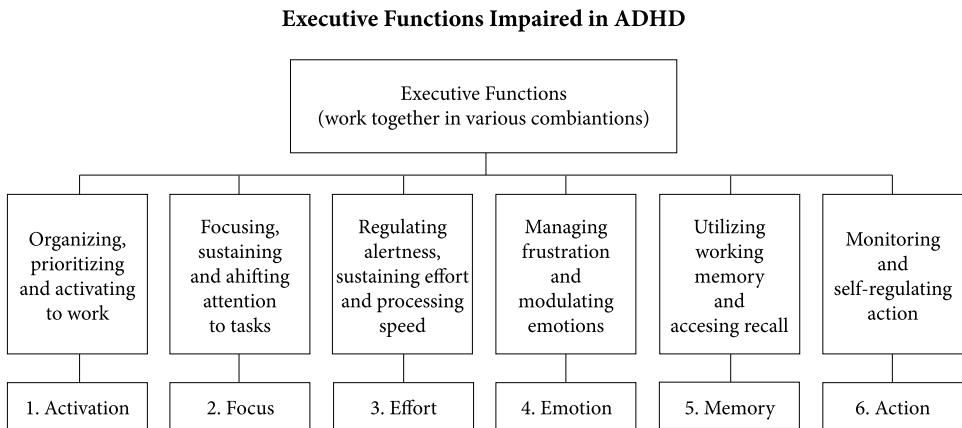 Executive Functions Impaired in ADHD
Executive Functions
(work together in various combiantions)
Organizing,
prioritizing
and activating
to work
Focusing,
sustaining
and ahifting
attention
to tasks
Regulating
alertness,
sustaining effort
and processing
speed
Managing
frustration
and
modulating
emotions
Utilizing
working
memory
and
accesing recall
Monitoring
and
self-regulating
action
1. Activation
2. Focus
3. Effort
4. Emotion
5. Memory
6. Action